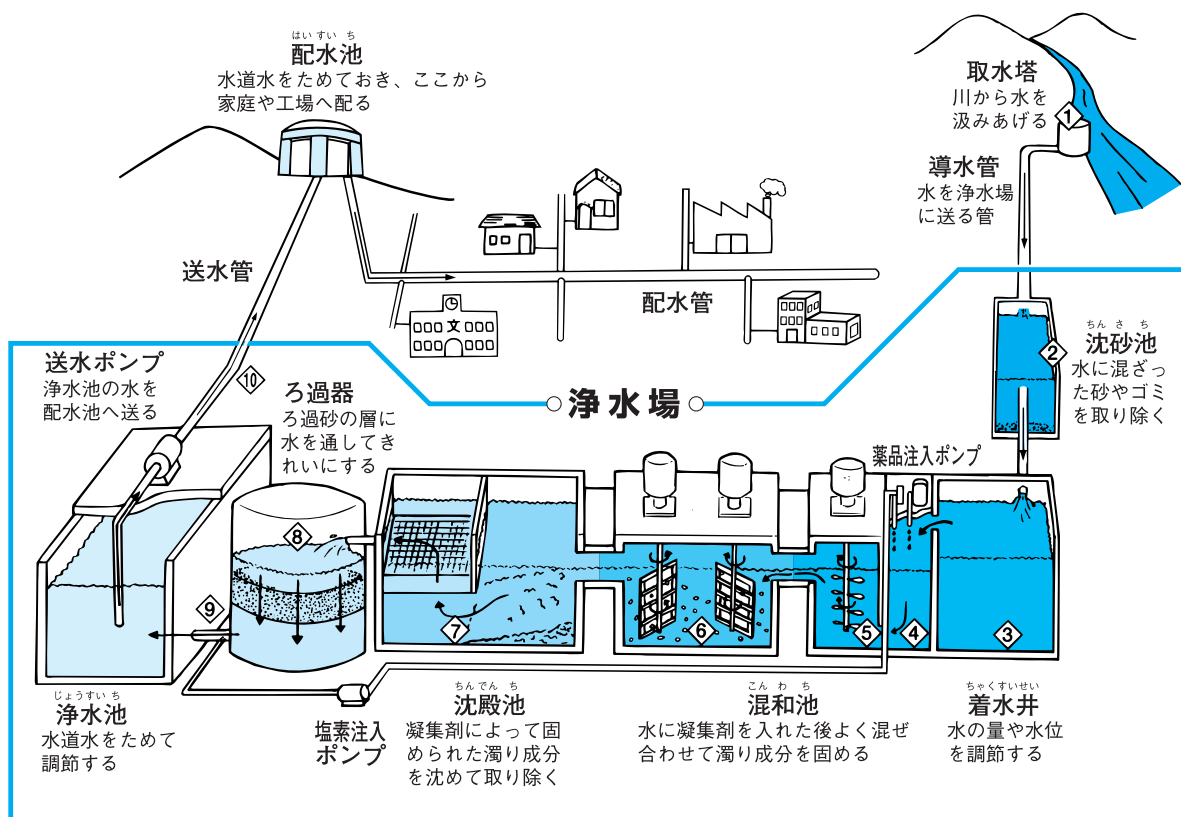 はいすいち
配水池
水道水をためておき、ここから
家庭や工場へ配る
取水塔
川から水を
汲みあげる
1
導水管
水を浄水場
に送る管
送水管
配水管
文
送水ポンプ
浄水池の水を
配水池へ送る
10
ろ過器
ろ過砂の層に
水を通してき
れいにする
浄水場
ちんさち
沈砂池
水に混ざっ
た砂やゴミ
を取り除く
2
薬品注入ポンプ
8
9
7
6
5
4
3
じょうすいち
浄水池
水道水をためて
調節する
塩素注入
ポンプ
ちんでんち
沈殿池
凝集剤によって固
められた濁り成分
を沈めて取り除く
こんわち
混和池
水に凝集剤を入れた後よく混ぜ
合わせて濁り成分を固める
ちゃくすいせい
着水井
水の量や水位
を調節する